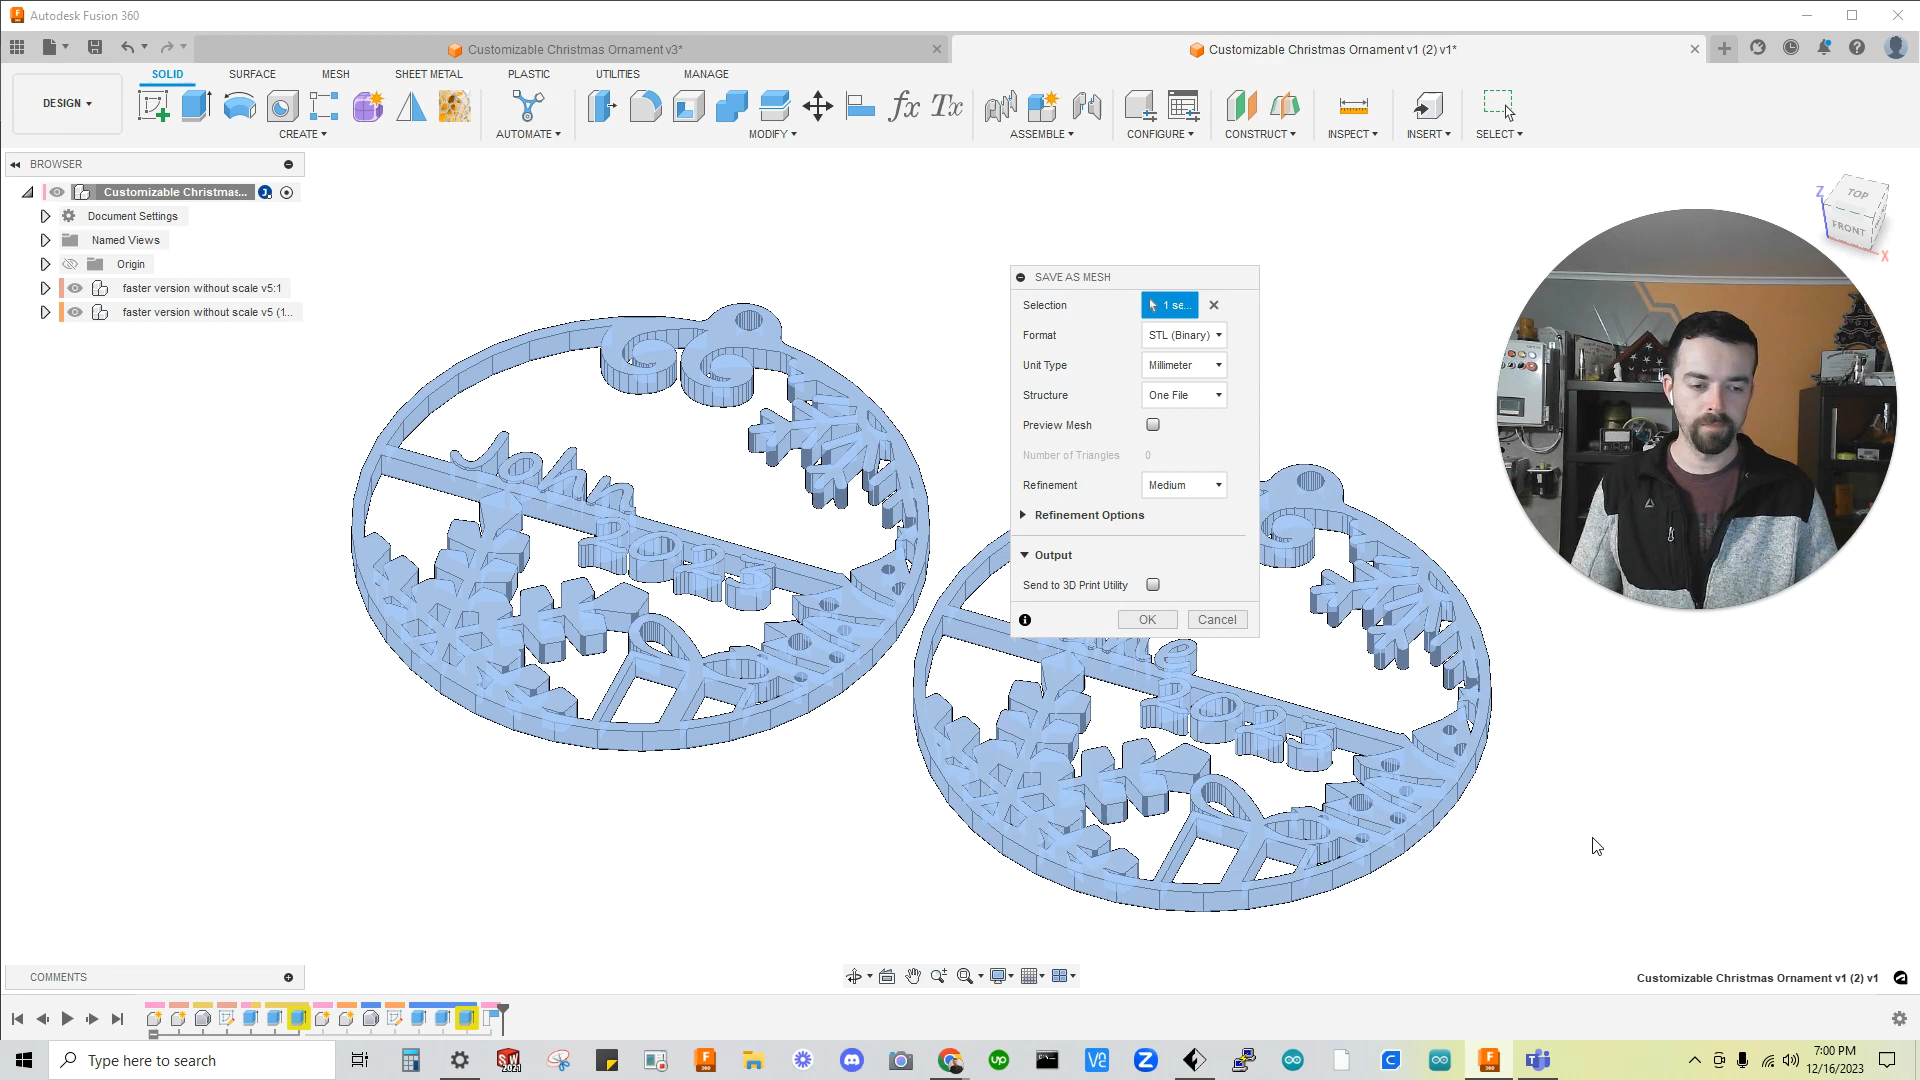 Autodesk Fusion 360
Customizable Christmas Ornament v3*
Customizable Christmas Ornament v1 (2) v1*
SOLID
SURFACE
MESH
SHEET METAL
PLASTIC
UTILITIES
MANAGE
DESIGN
CREATE
AUTOMATE
MODIFY
ASSEMBLE
CONFIGURE
CONSTRUCT
INSPECT
INSERT
SELECT
fx
Tx
BROWSER
Customizable Christmas...
Document Settings
Named Views
Origin
faster version without scale v5:1
faster version without scale v5 (1...
TOP
FRONT
Z
X
SAVE AS MESH
Selection
1 se...
Format
STL (Binary)
Unit Type
Millimeter
Structure
One File
Preview Mesh
Number of Triangles
0
Refinement
Medium
Refinement Options
Output
Send to 3D Print Utility
OK
Cancel
John
2023
2023
COMMENTS
Customizable Christmas Ornament v1 (2) v1
Type here to search
7:00 PM
12/16/2023